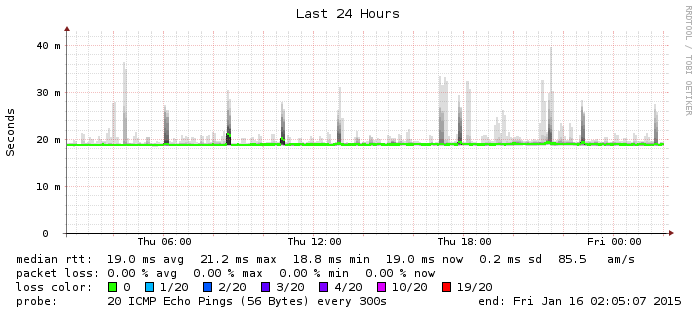 Last 24 Hours
RRDTOOL / TOBI OETIKER
Seconds
40 m
30 m
20 m
10 m
0
Thu 06:00 Thu 12:00 Thu 18:00 Fri 00:00
median rtt: 19.0 ms avg 21.2 ms max 18.8 ms min 19.0 ms now 0.2 ms sd 85.5 am/s
packet loss: 0.00 % avg 0.00 % max 0.00 % min 0.00 % now
loss color: 0 1/20 2/20 3/20 4/20 10/20 19/20
probe: 20 ICMP Echo Pings (56 Bytes) every 300s end: Fri Jan 16 02:05:07 2015